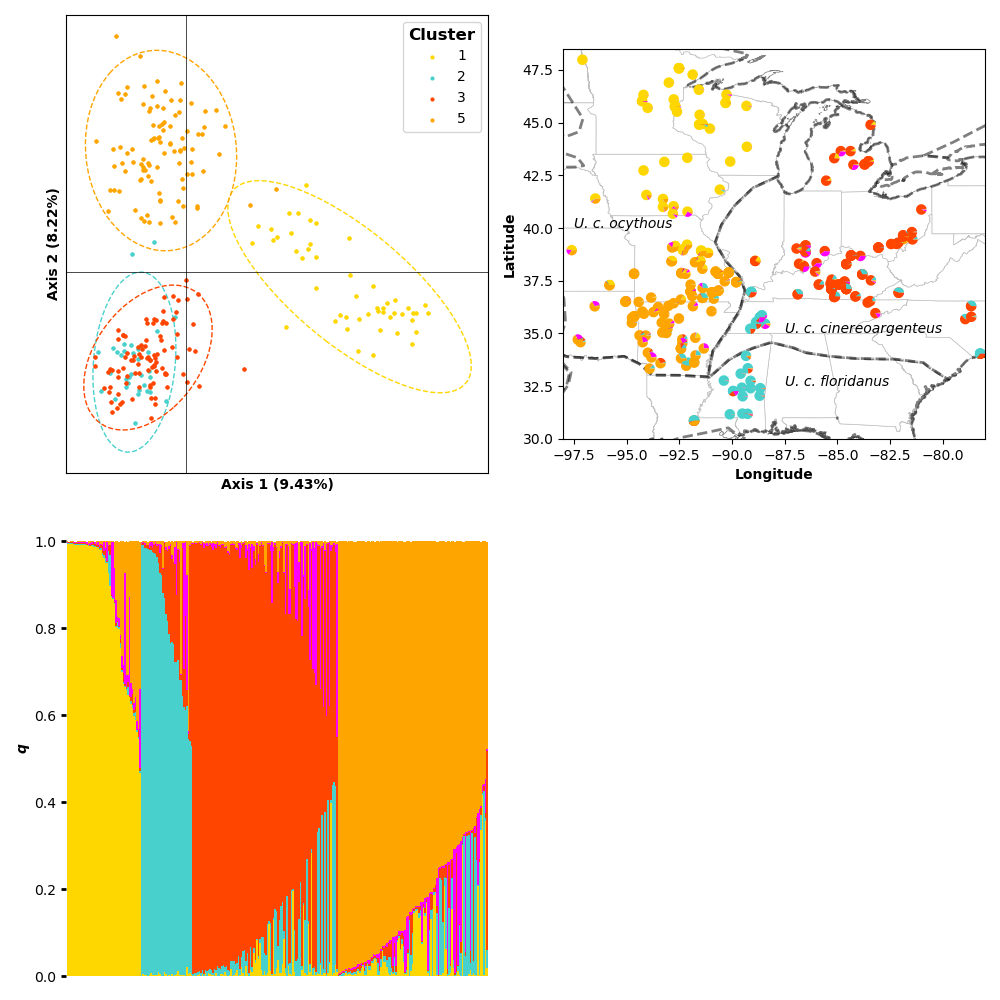 Cluster
1
2
3
5
Axis 2 (8.22%)
Axis 1 (9.43%)
47.5
45.0
42.5
40.0
37.5
35.0
32.5
30.0
Latitude
U. c. ocythous
U. c. cinereoargenteus
U. c. floridanus
−97.5 −95.0 −92.5 −90.0 −87.5 −85.0 −82.5 −80.0
Longitude
1.0
0.8
0.6
0.4
0.2
0.0
q